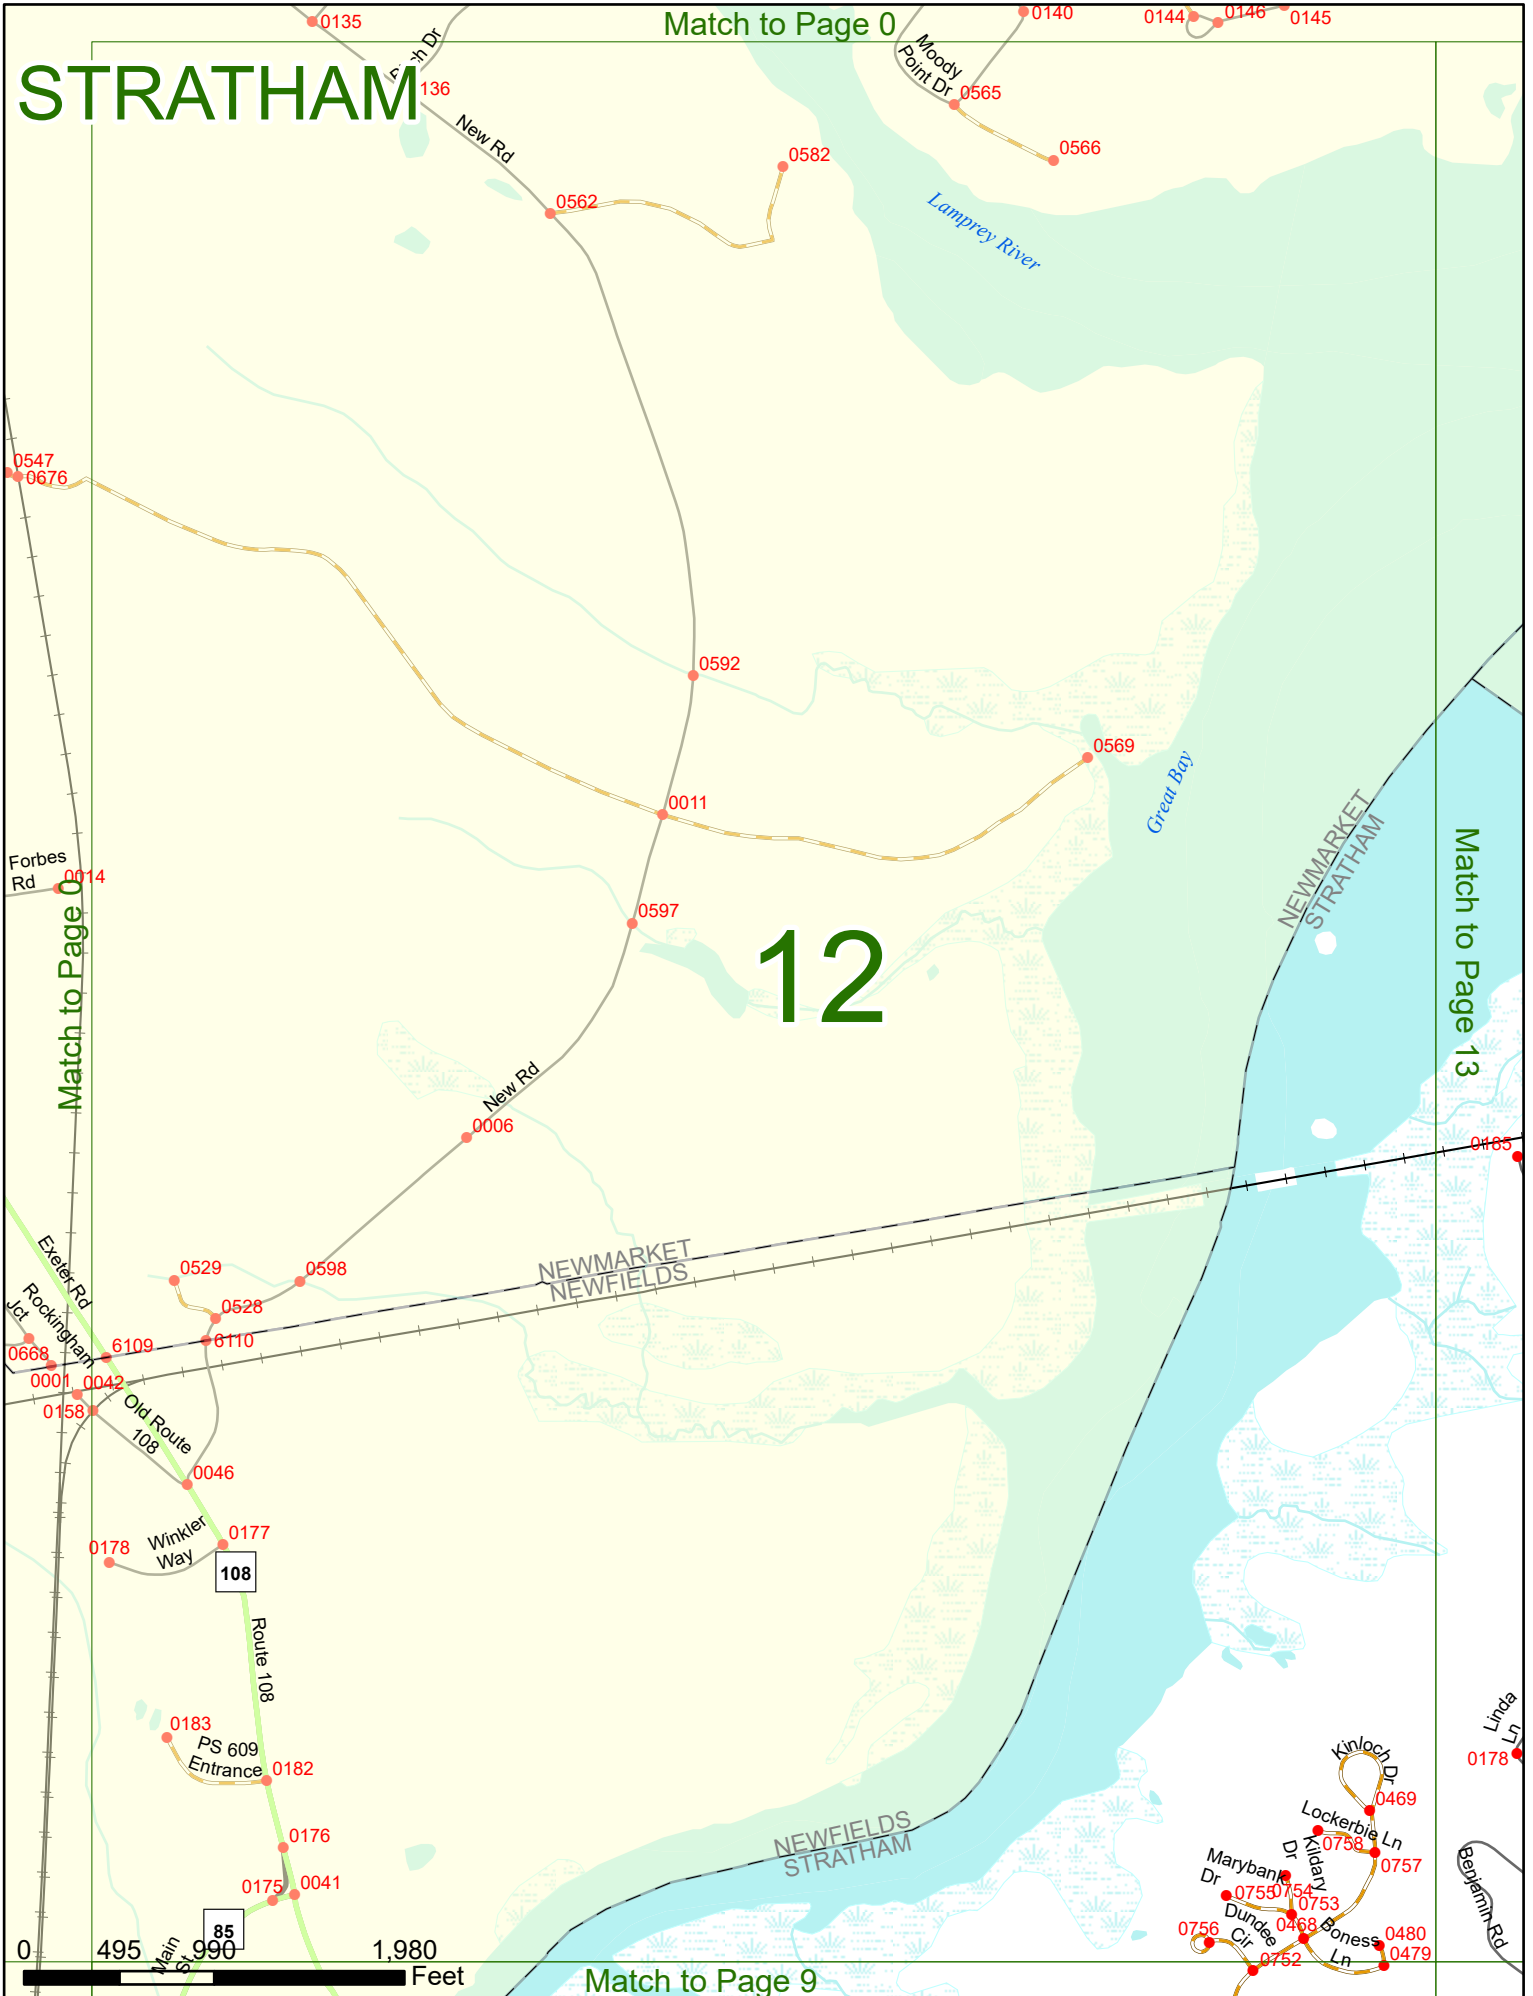 Match to Page 0
0135
0140
0144
0146
0145
STRATHAM
136
Moody
Point Dr
0565
New Rd
0582
0566
0562
Lamprey River
0547
0676
0592
0569
0011
Great Bay
NEWMARKET
STRATHAM
Forbes
Rd
0014
Match to Page 0
Match to Page 13
0597
12
New Rd
0006
0185
Exeter Rd
0529
0598
NEWMARKET
NEWFIELDS
Rockingham
Jct
0528
6109
6110
0668
0001
0042
0158
Old Route
108
0046
Winkler
Way
0177
0178
108
Route 108
0183
PS 609
Entrance
0182
Linda
Ln
0178
Kinloch
Dr
0469
Lockerbie Ln
0758
0757
Kildary
Dr
Marybank
Dr
0754
0755
0753
Dundee
Cir
0468
Boness
Ln
0480
0479
0756
0752
Benjamin Rd
0176
0041
0175
85
NEWFIELDS
STRATHAM
Main
St
0
495
990
1,980
Feet
Match to Page 9